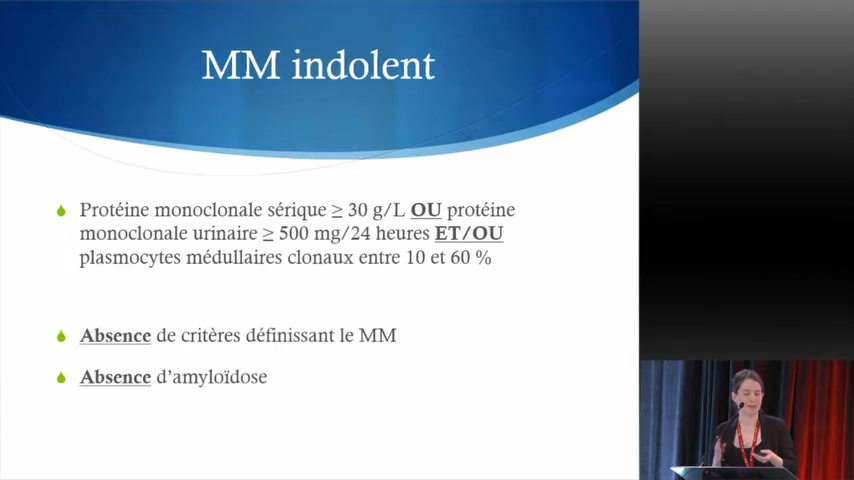 MM indolent
Protéine monoclonale sérique ≥ 30 g/L OU protéine
monoclonale urinaire ≥ 500 mg/24 heures ET/OU
plasmocytes médullaires clonaux entre 10 et 60 %
Absence de critères définissant le MM
Absence d’amyloïdose